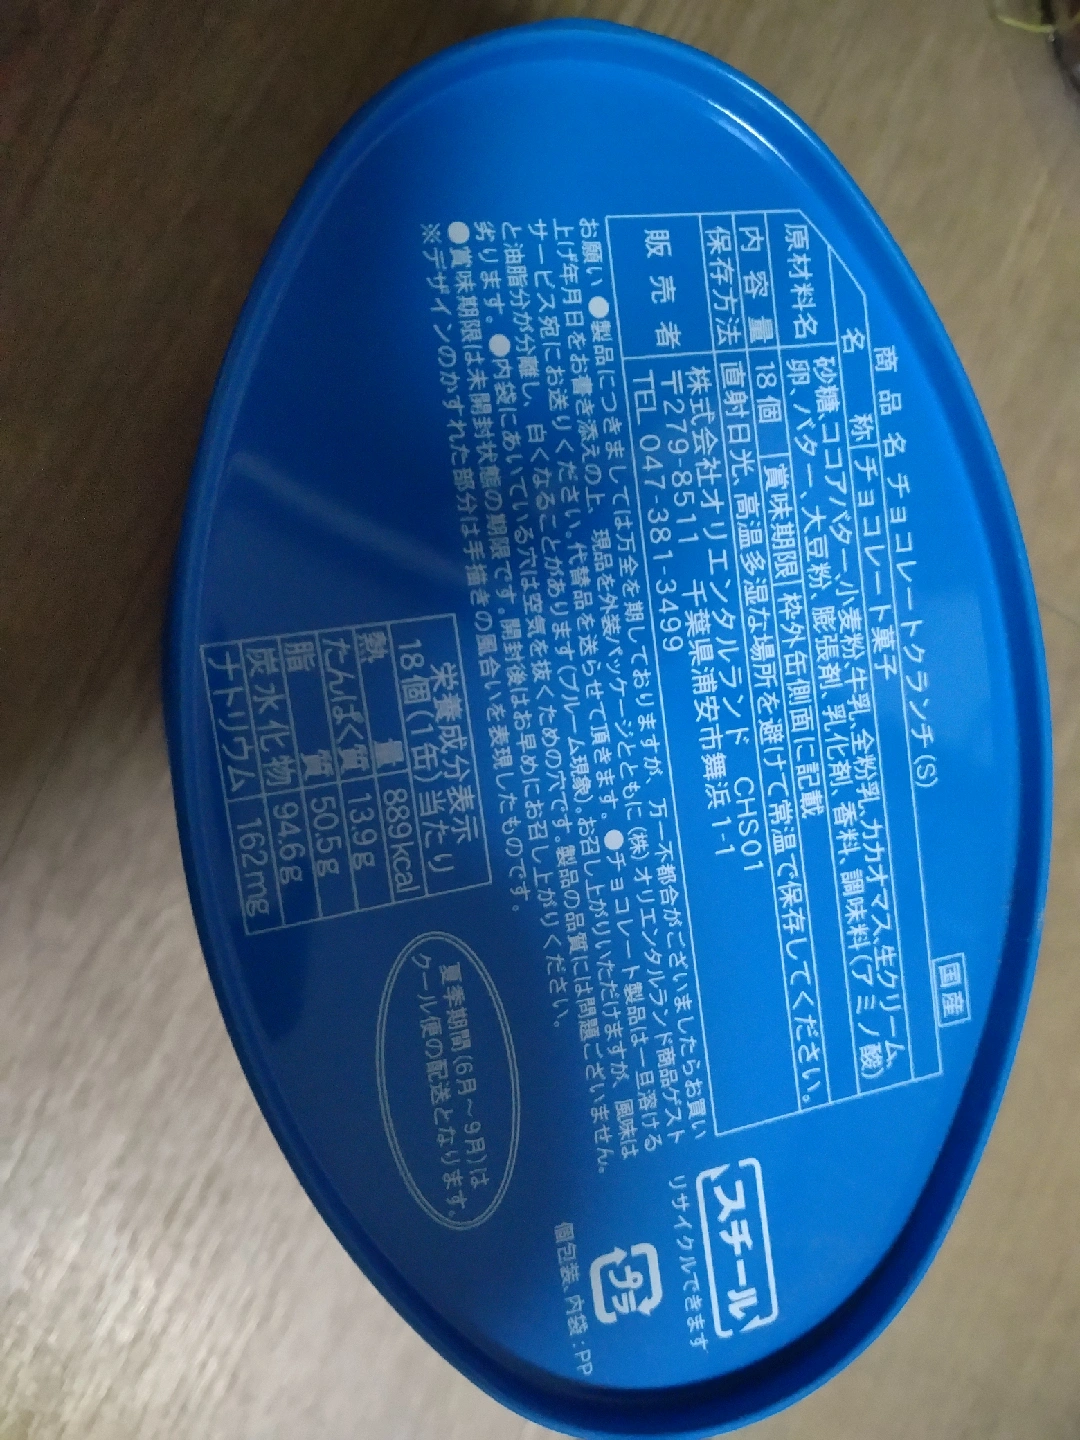 国産
商品名 チョコレートクランチ(S)
名称 チョコレート菓子
原材料名 砂糖、ココアバター、小麦粉、牛乳、全粉乳、カカオマス、生クリーム、
卵、バター、大豆粉、膨張剤、乳化剤、香料、調味料(アミノ酸)
内容量 18個 賞味期限 枠外缶側面に記載
保存方法 直射日光、高温多湿な場所を避けて常温で保存してください。
販売者 株式会社オリエンタルランド CHS01
〒279-8511 千葉県浦安市舞浜1-1
TEL 047-381-3499
お願い ●製品につきましては万全を期しておりますが、万一不都合がございましたらお買い
上げ年月日をお書き添えの上、現品を外装パッケージとともに(株)オリエンタルランド商品ゲスト
サービス宛にお送りください。代替品を送らせて頂きます。●チョコレート製品は一旦溶ける
と油脂分が分離し、白くなることがあります(ブルーム現象)。お召し上がりいただけますが、風味は
劣ります。●内袋にあいている穴は空気を抜くための穴です。製品の品質には問題ございません。
●賞味期限は未開封状態の期限です。開封後はお早めにお召し上がりください。
※デザインのかすれた部分は手描きの風合いを表現したものです。
栄養成分表示
18個(1缶)当たり
熱量 889kcal
たんぱく質 13.9g
脂質 50.5g
炭水化物 94.6g
ナトリウム 162mg
夏季期間(6月～9月)は
クール便の配送となります。
スチール
リサイクルできます
プラ
個包装、内袋:PP